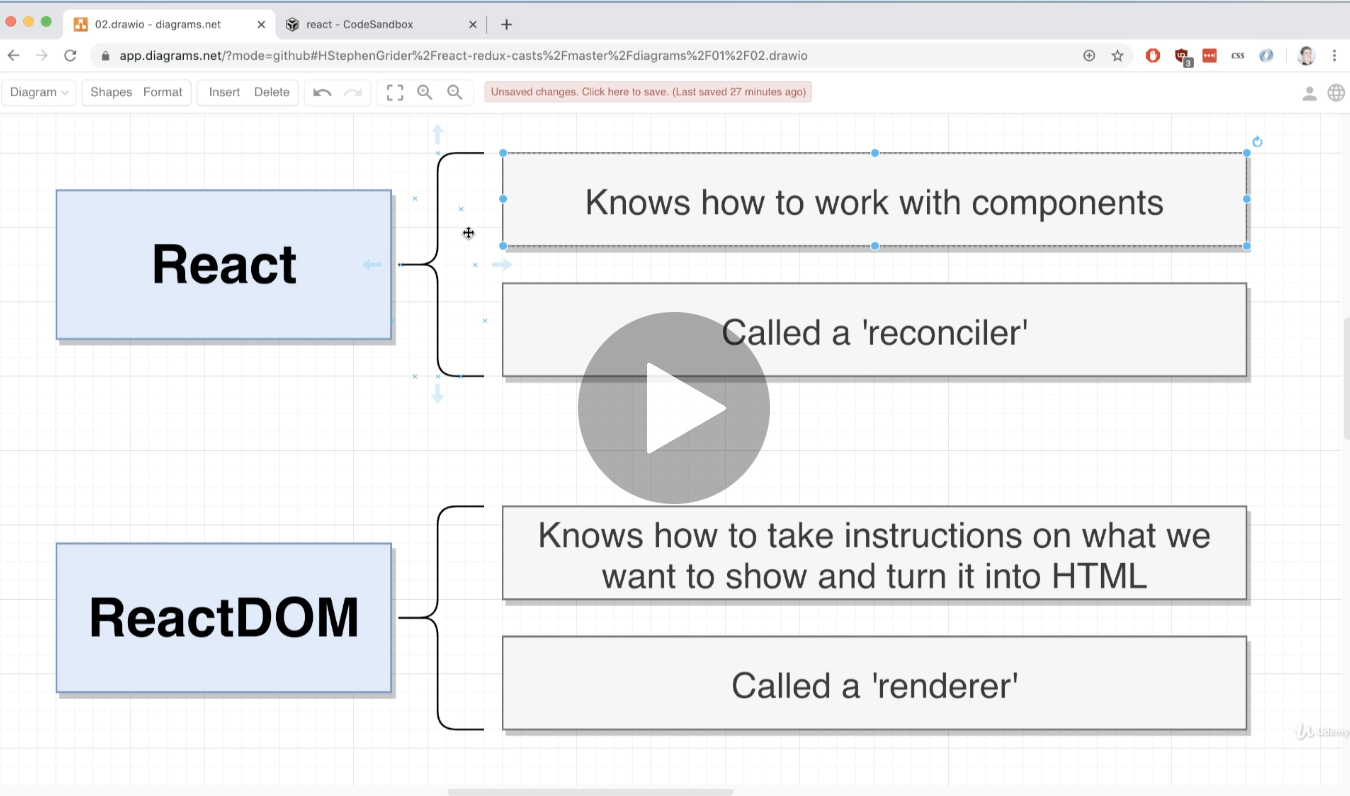 02.drawio - diagrams.net
react - CodeSandbox
app.diagrams.net/?mode=github#HStephenGrider%2Freact-redux-casts%2Fmaster%2Fdiagrams%2F01%2F02.drawio
3
css
Diagram
Shapes
Format
Insert
Delete
Unsaved changes. Click here to save. (Last saved 27 minutes ago)
React
Knows how to work with components
Called a 'reconciler'
ReactDOM
Knows how to take instructions on what we
want to show and turn it into HTML
Called a 'renderer'
Udemy